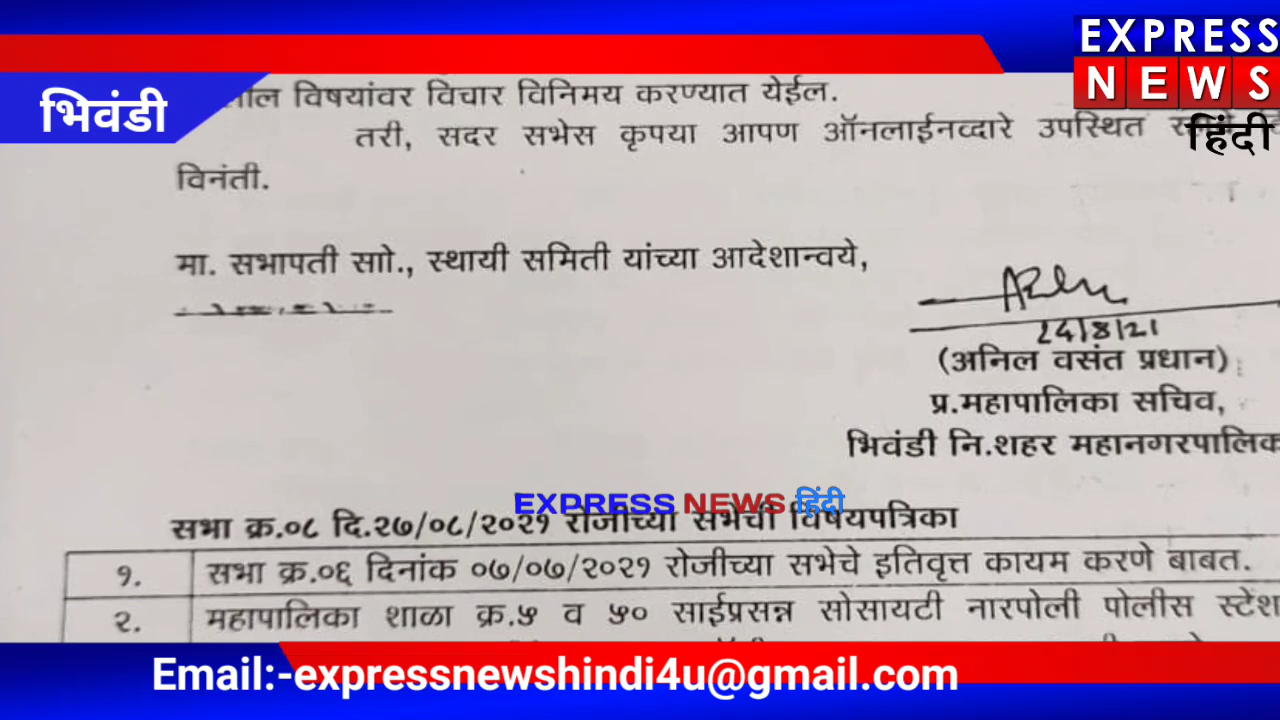 EXPRESS
NEWS
हिंदी
भिवंडी
विषयांवर विचार विनिमय करण्यात येईल.
तरी, सदर सभेस कृपया आपण ऑनलाईनव्दारे उपस्थित
विनंती.
मा. सभापती साो., स्थायी समिती यांच्या आदेशान्वये,
24/8/21
(अनिल वसंत प्रधान)
प्र.महापालिका सचिव,
भिवंडी नि.शहर महानगरपालिक
EXPRESS NEWS हिंदी
सभा क्र.०८ दि.२७/०८/२०२१ रोजीच्या सभेची विषयपत्रिका
१. सभा क्र.०६ दिनांक ०७/०७/२०२१ रोजीच्या सभेचे इतिवृत्त कायम करणे बाबत.
२. महापालिका शाळा क्र.५ व ५० साईप्रसन्न सोसायटी नारपोली पोलीस स्टेश
Email:-expressnewshindi4u@gmail.com